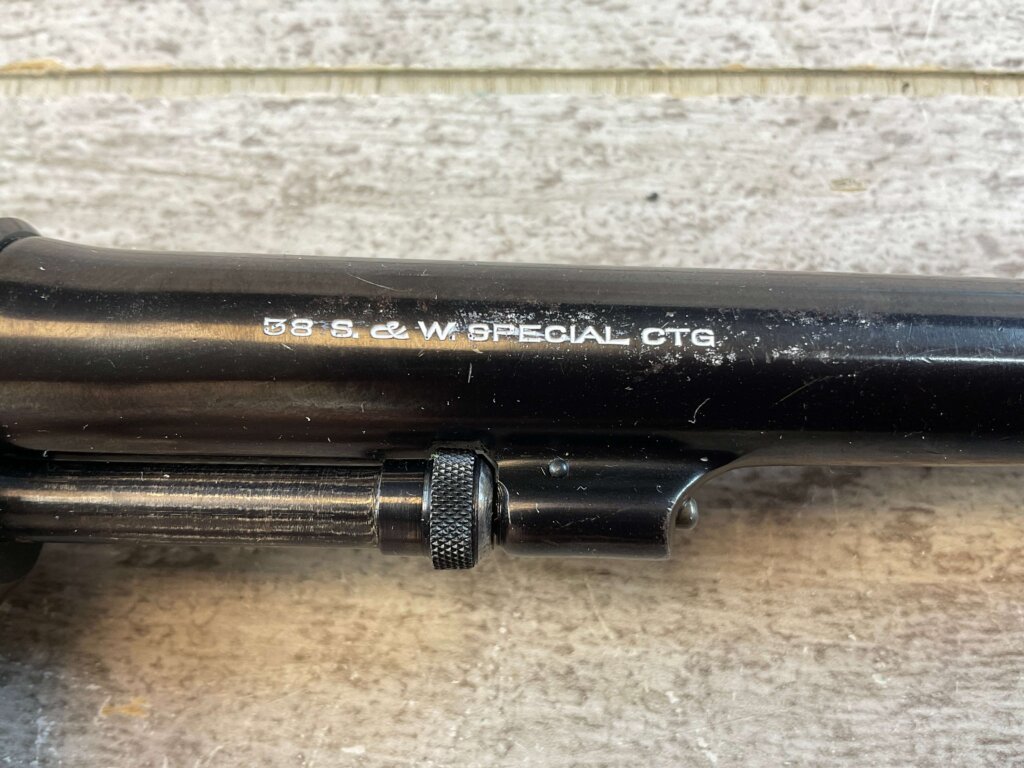 38 S. & W. SPECIAL CTG